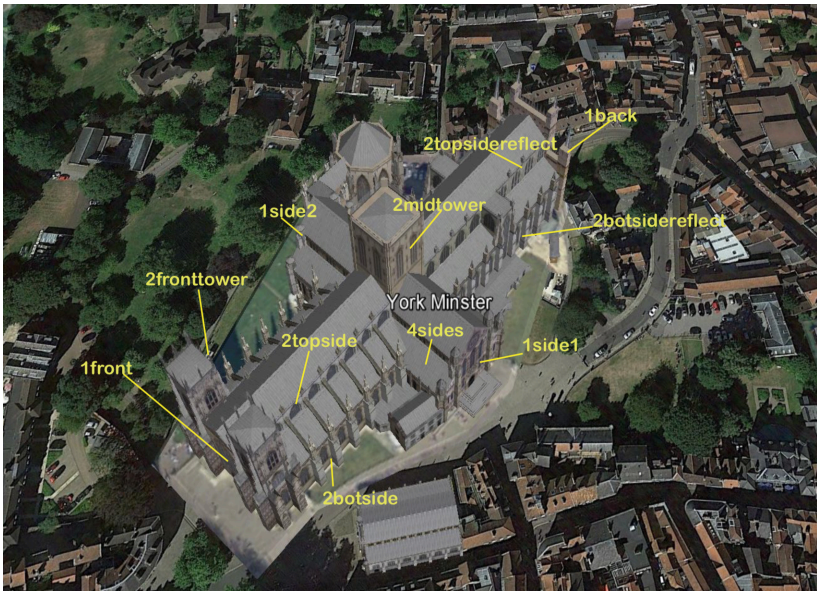 1back
2topsidereflect
1side2
2midtower
2botsidereflect
2fronttower
York Minster
2topside
4sides
1side1
1front
2botside